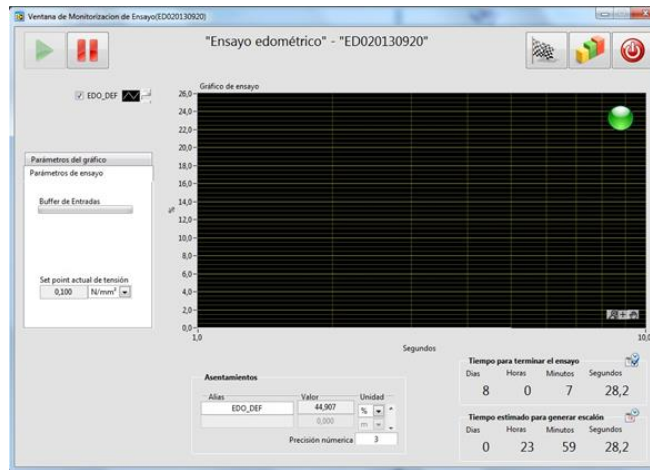 Ventana de Monitorizacion de Ensayo(ED020130920)
"Ensayo edométrico" - "ED020130920"
EDO_DEF
Gráfico de ensayo
26,0
24,0
22,0
20,0
18,0
16,0
14,0
%
12,0
10,0
8,0
6,0
4,0
2,0
0,0
1,0
10,0
Segundos
Parámetros del gráfico
Parámetros de ensayo
Buffer de Entradas
Set point actual de tensión
0,100 N/mm²
Asentamientos
Alias Valor Unidad
EDO_DEF 44,907 %
0,000 m
Precisión númerica 3
Tiempo para terminar el ensayo
Dias Horas Minutos Segundos
8 0 7 28,2
Tiempo estimado para generar escalón
Dias Horas Minutos Segundos
0 23 59 28,2